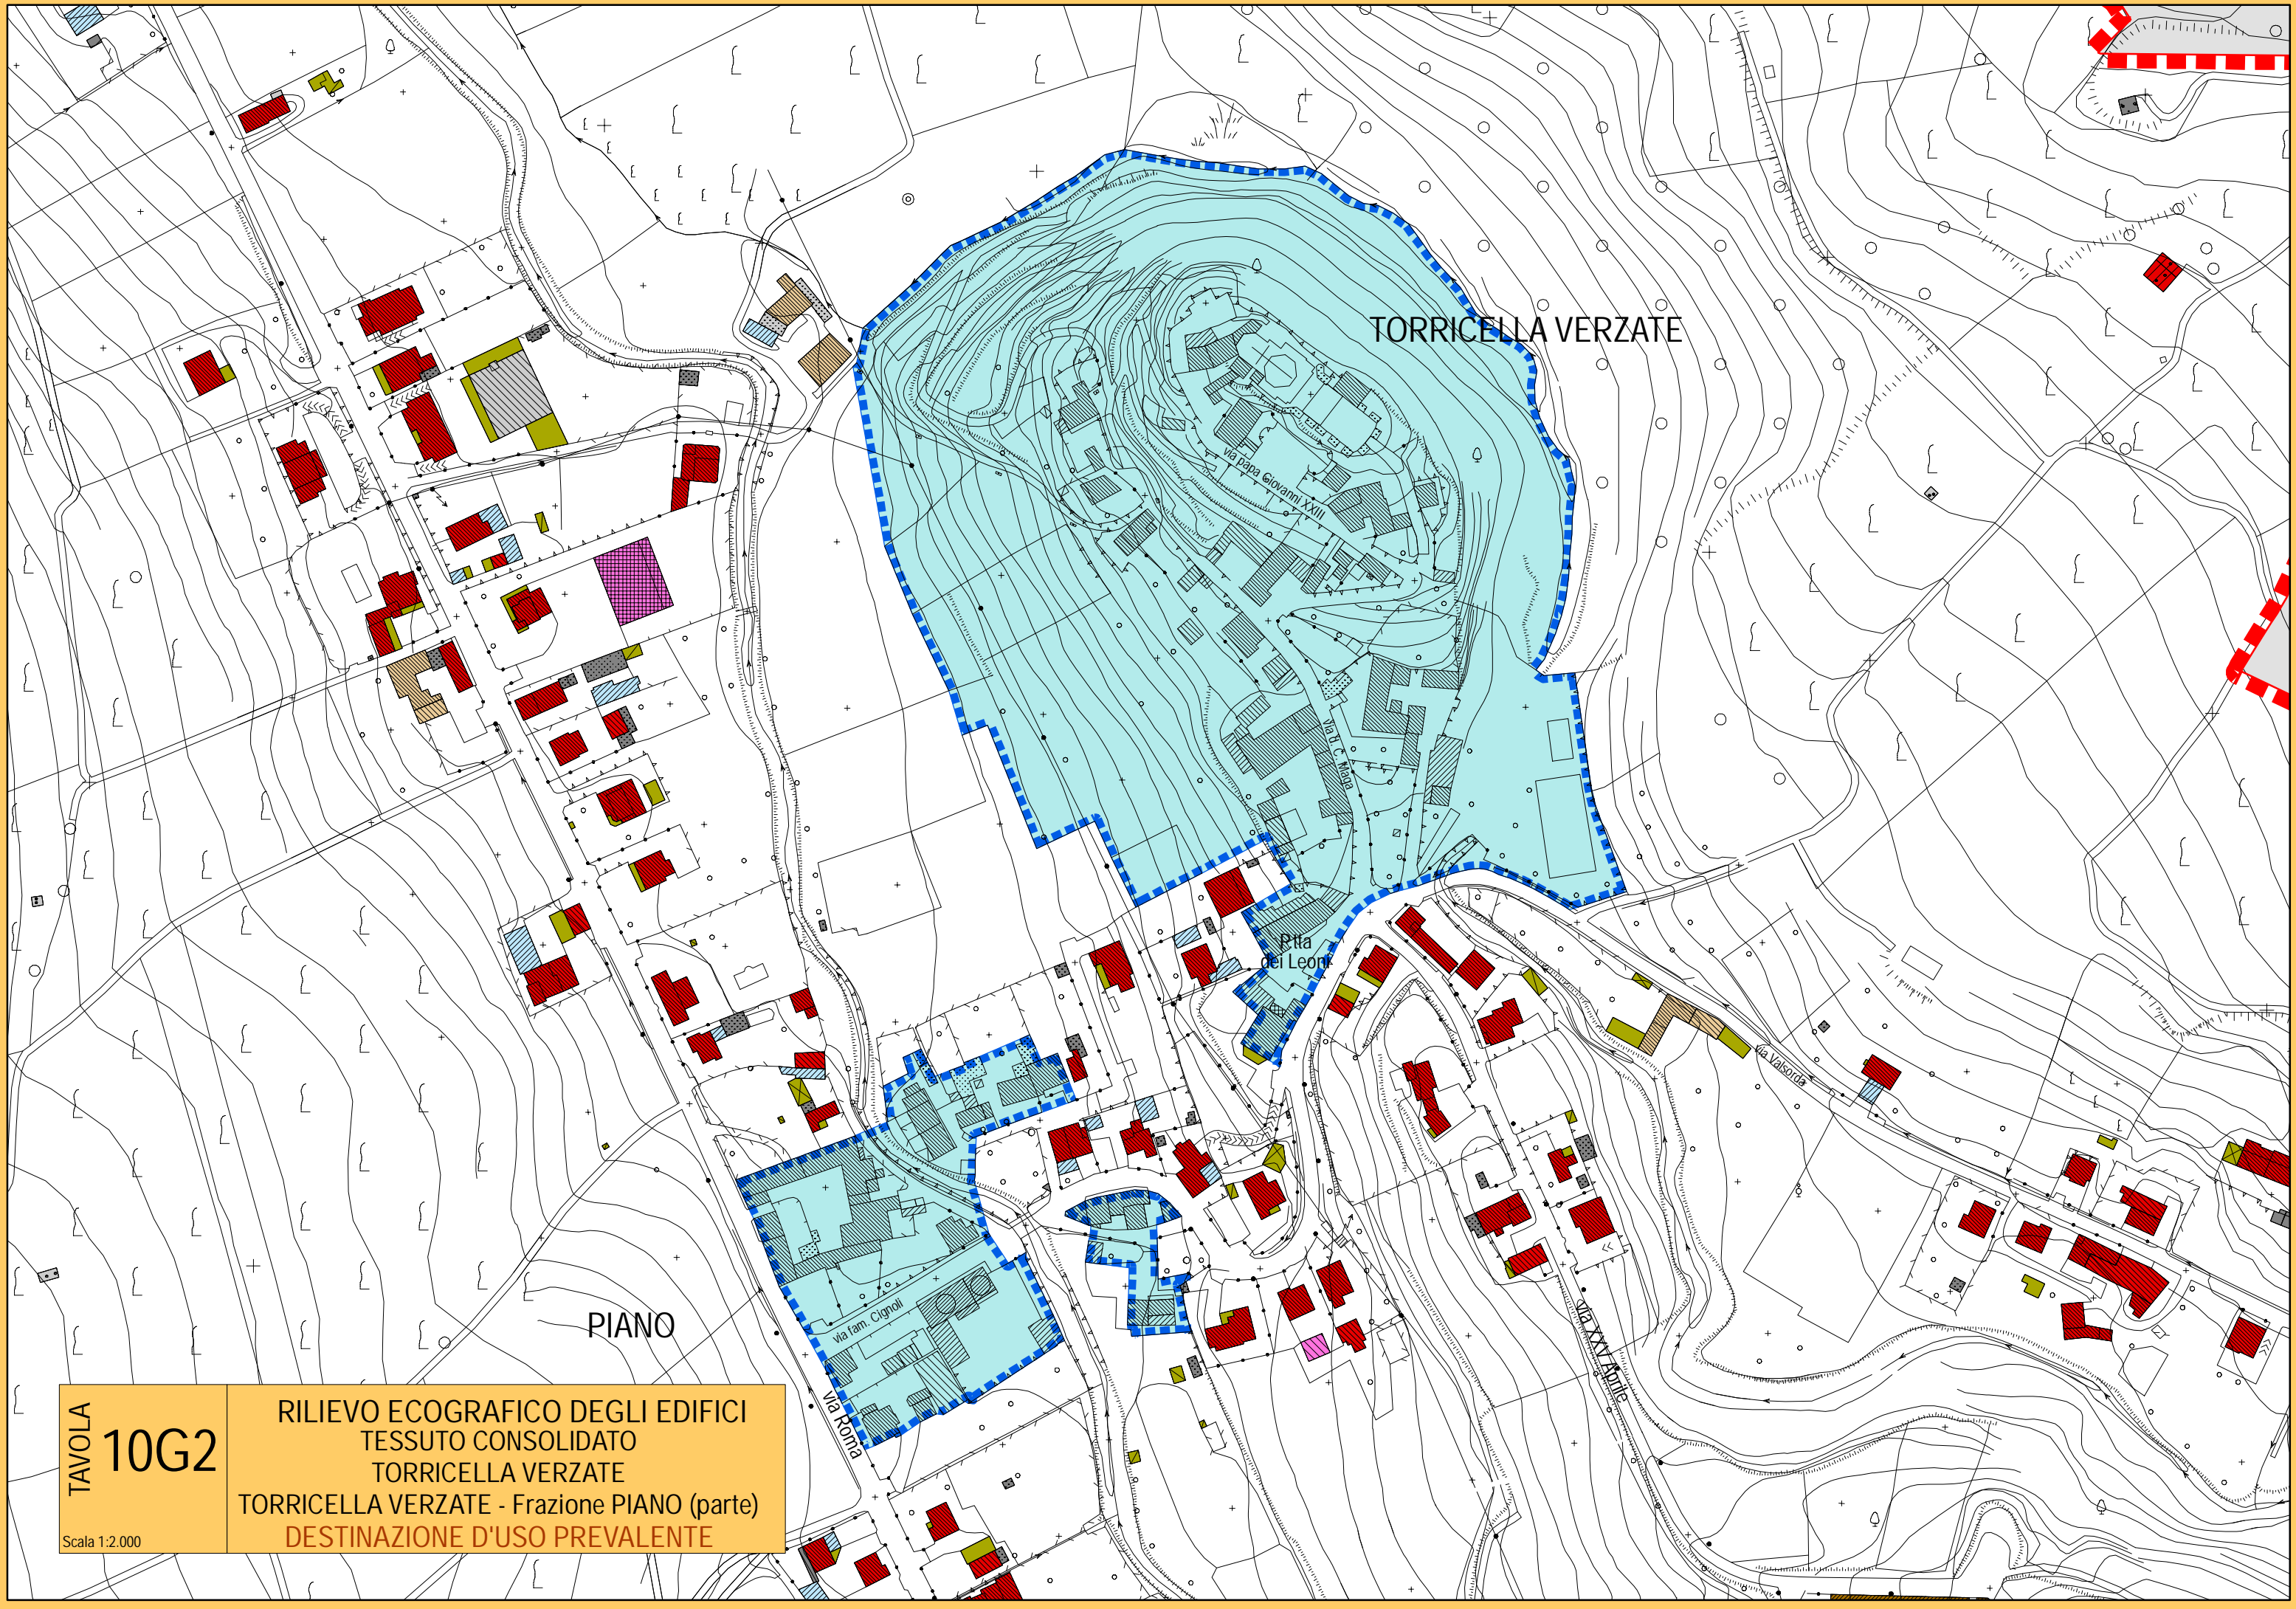 TORRICELLA VERZATE
via papa Giovanni XXIII
via d. C. Maga
P.tta
dei Leoni
via Valsorda
PIANO
via fam. Cignoli
via Roma
via XXV Aprile
TAVOLA
10G2
Scala 1:2.000
RILIEVO ECOGRAFICO DEGLI EDIFICI
TESSUTO CONSOLIDATO
TORRICELLA VERZATE
TORRICELLA VERZATE - Frazione PIANO (parte)
DESTINAZIONE D'USO PREVALENTE